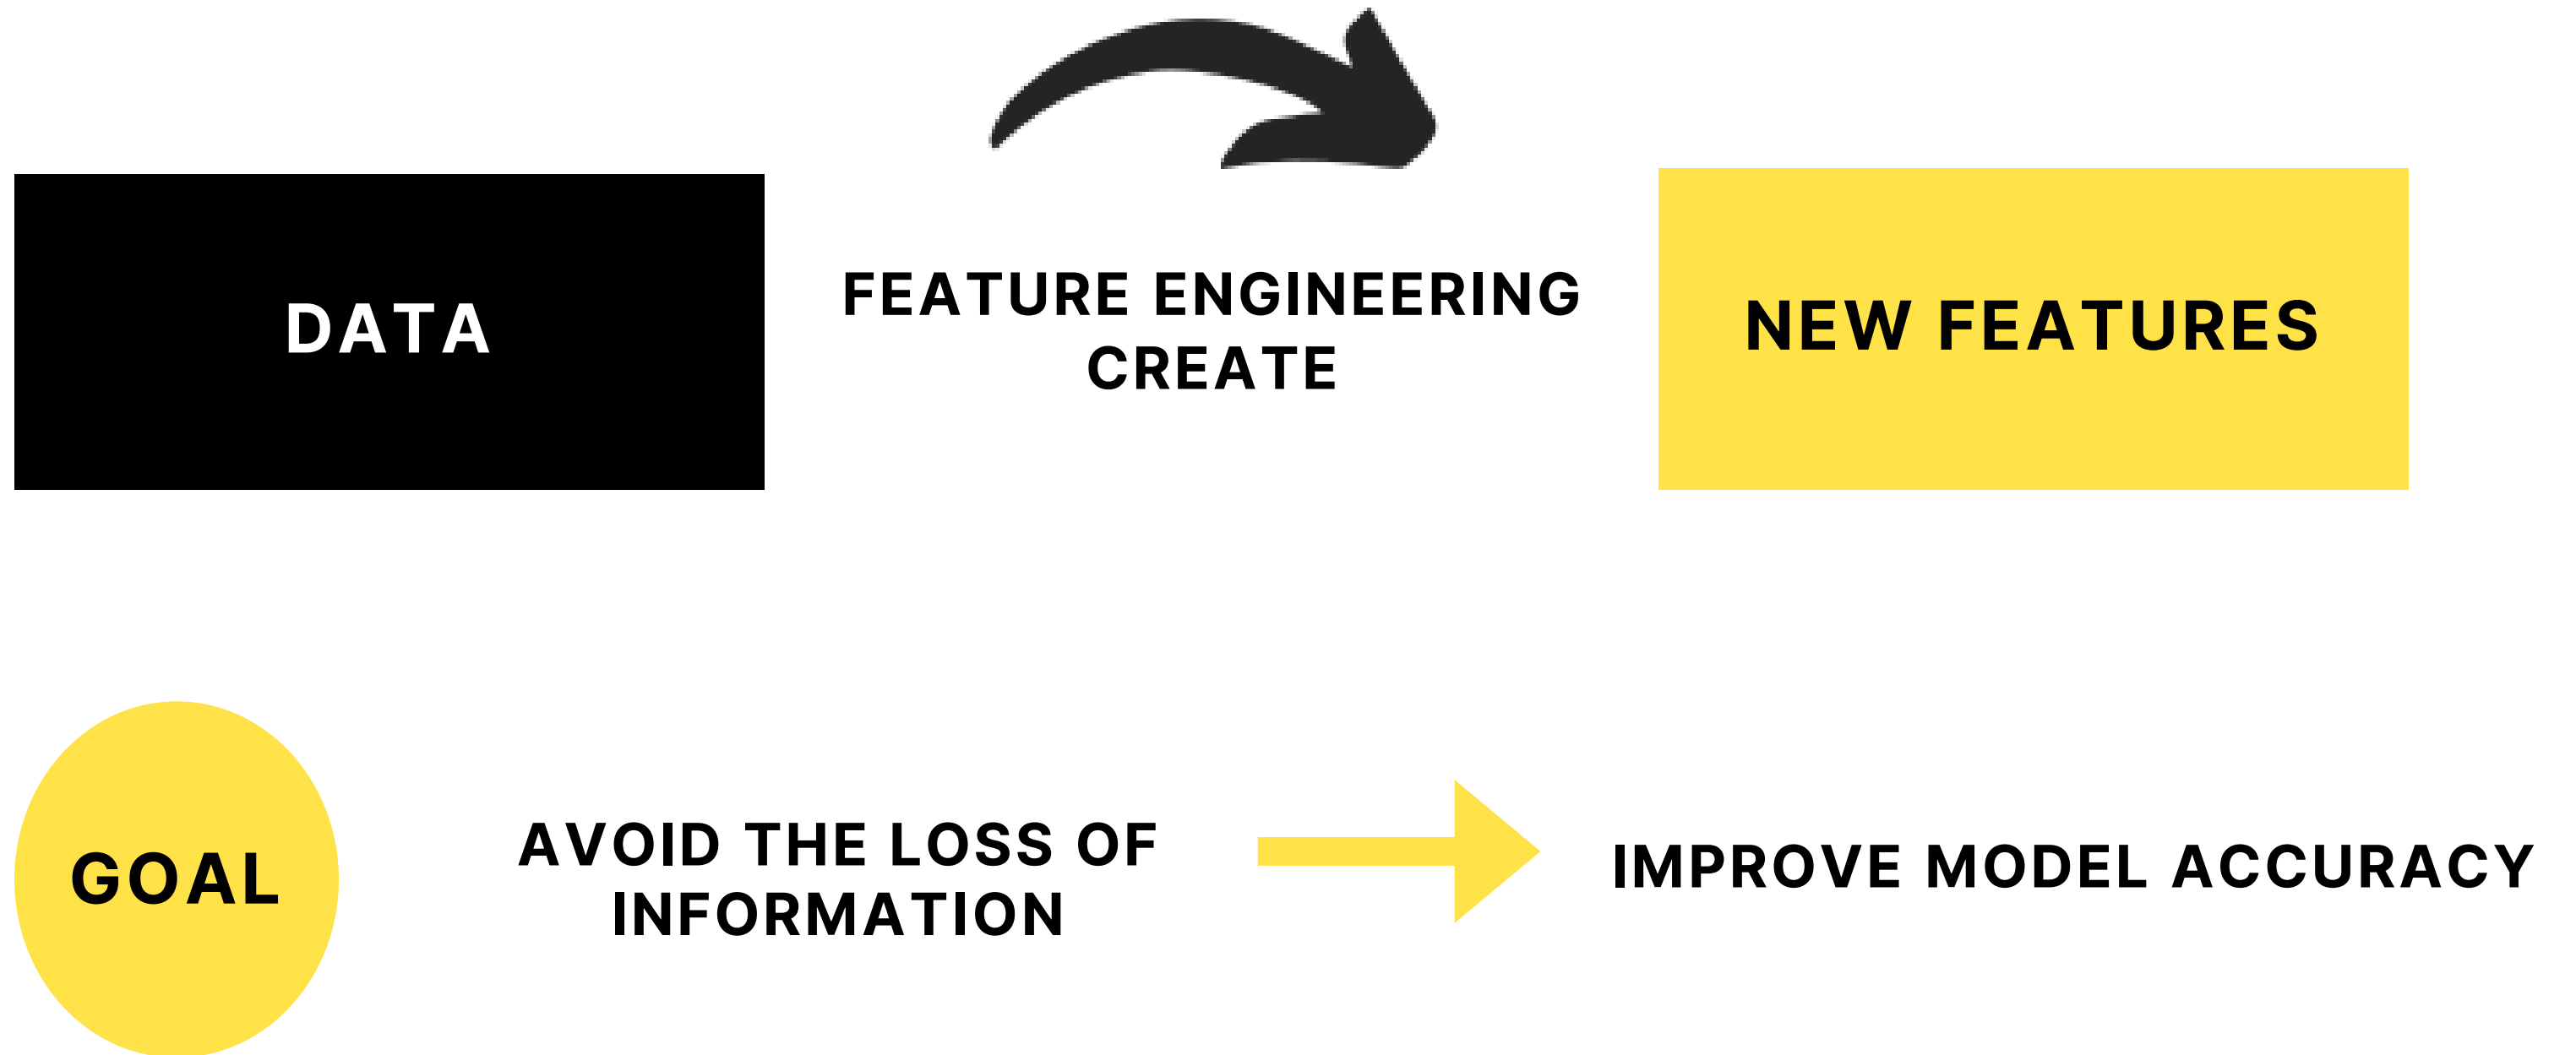 DATA
FEATURE ENGINEERING
CREATE
NEW FEATURES
GOAL
AVOID THE LOSS OF
INFORMATION
IMPROVE MODEL ACCURACY